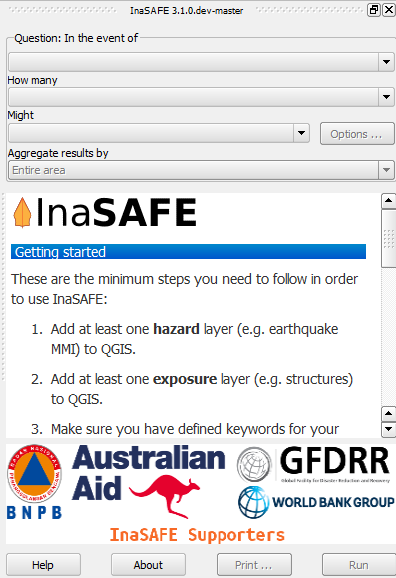 InaSAFE 3.1.0.dev-master
Question: In the event of
How many
Might
Options ...
Aggregate results by
Entire area
InaSAFE
Getting started
These are the minimum steps you need to follow in order
to use InaSAFE:
1. Add at least one hazard layer (e.g. earthquake
MMI) to QGIS.
2. Add at least one exposure layer (e.g. structures)
to QGIS.
3. Make sure you have defined keywords for your
BADAN NASIONAL
PENANGGULANGAN BENCANA
BNPB
Australian
Aid
GFDRR
Global Facility for Disaster Reduction and Recovery
WORLD BANK GROUP
InaSAFE Supporters
Help
About
Print ...
Run